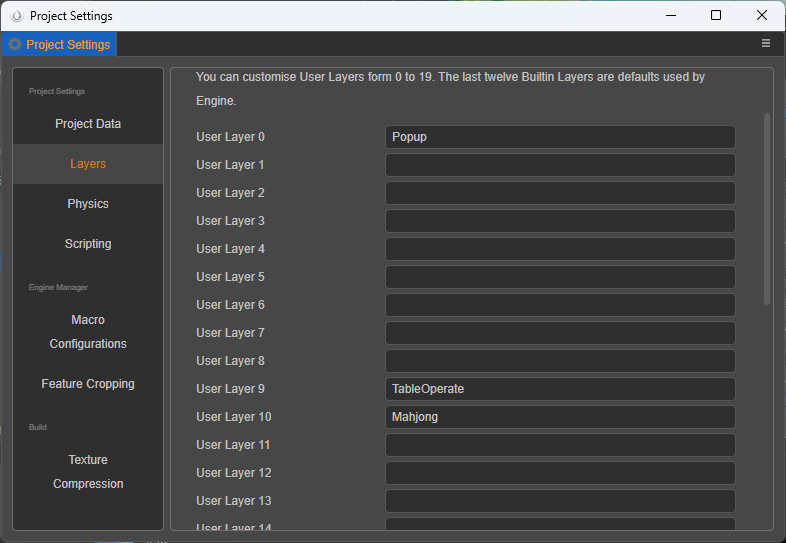 Project Settings
Project Settings
Project Settings
Project Data
Layers
Physics
Scripting
Engine Manager
Macro
Configurations
Feature Cropping
Build
Texture
Compression
You can customise User Layers form 0 to 19. The last twelve Builtin Layers are defaults used by
Engine.
User Layer 0 Popup
User Layer 1
User Layer 2
User Layer 3
User Layer 4
User Layer 5
User Layer 6
User Layer 7
User Layer 8
User Layer 9 TableOperate
User Layer 10 Mahjong
User Layer 11
User Layer 12
User Layer 13
User Layer 14